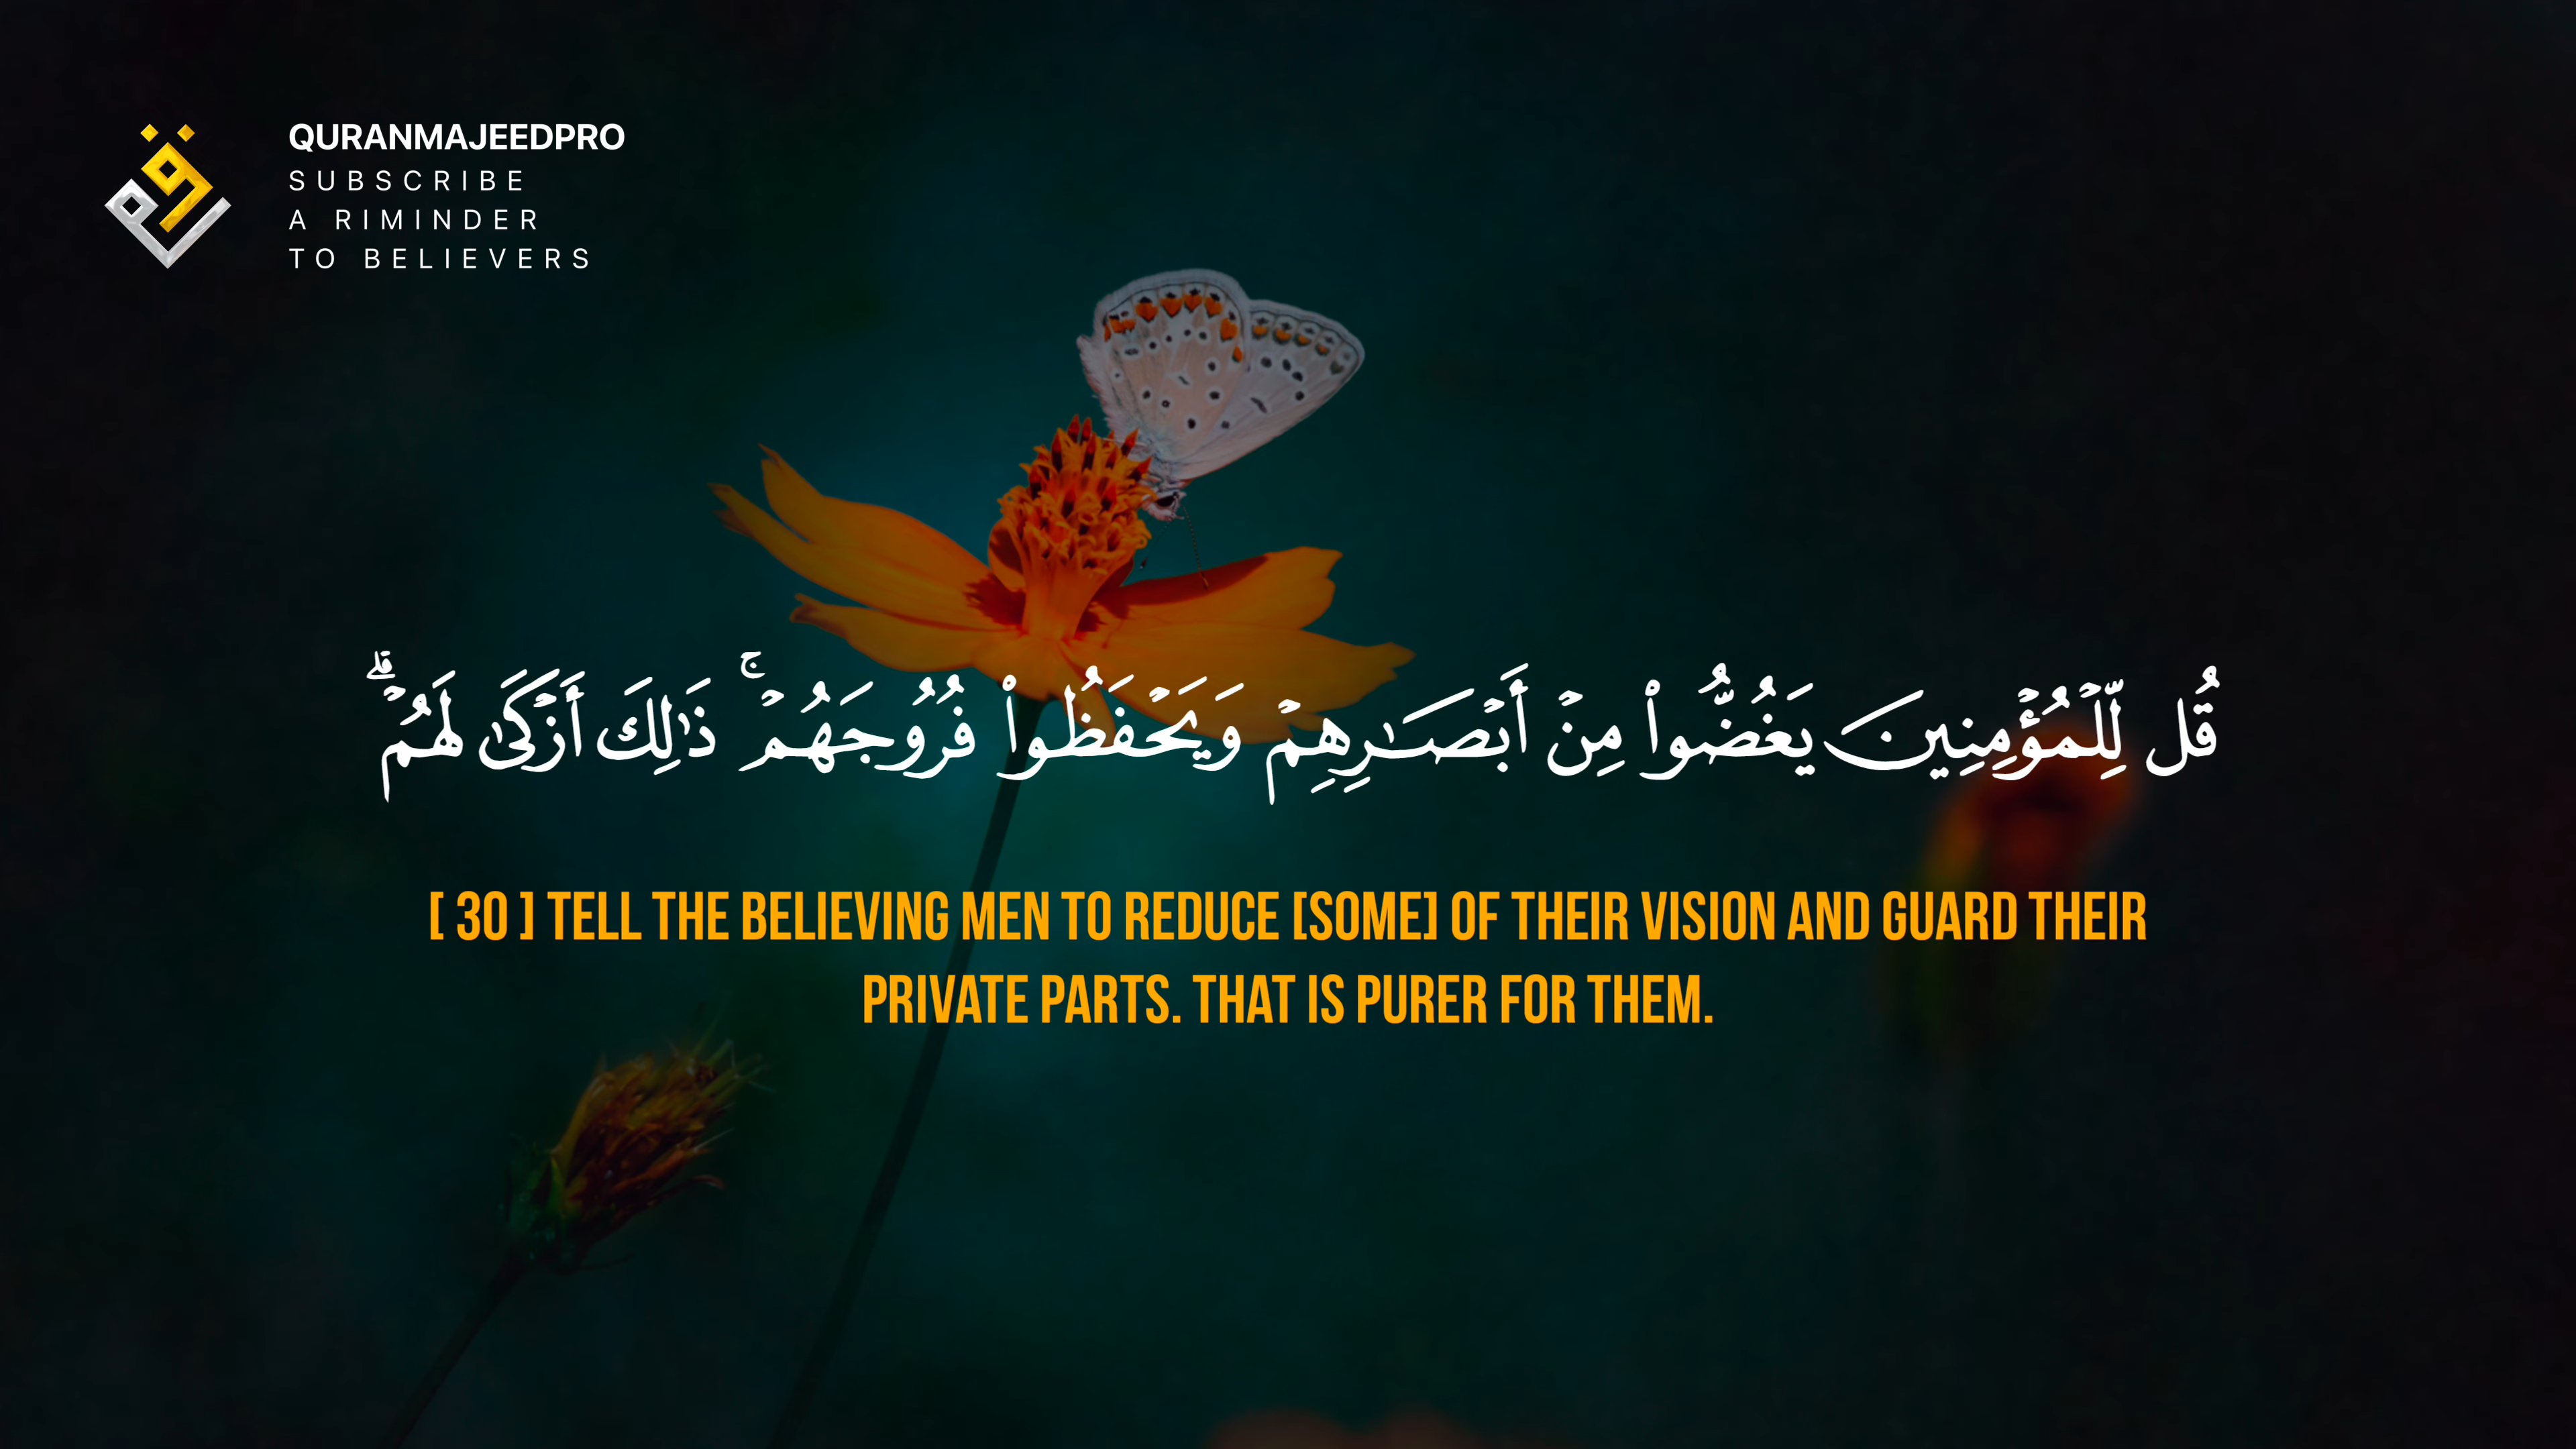 QURANMAJEEDPRO
SUBSCRIBE
A RIMINDER
TO BELIEVERS
قُل لِّلْمُؤْمِنِينَ يَغُضُّوا۟ مِنْ أَبْصَـٰرِهِمْ وَيَحْفَظُوا۟ فُرُوجَهُمْ ۚ ذَٰلِكَ أَزْكَىٰ لَهُمْ ۗ
[ 30 ] TELL THE BELIEVING MEN TO REDUCE [SOME] OF THEIR VISION AND GUARD THEIR
PRIVATE PARTS. THAT IS PURER FOR THEM.